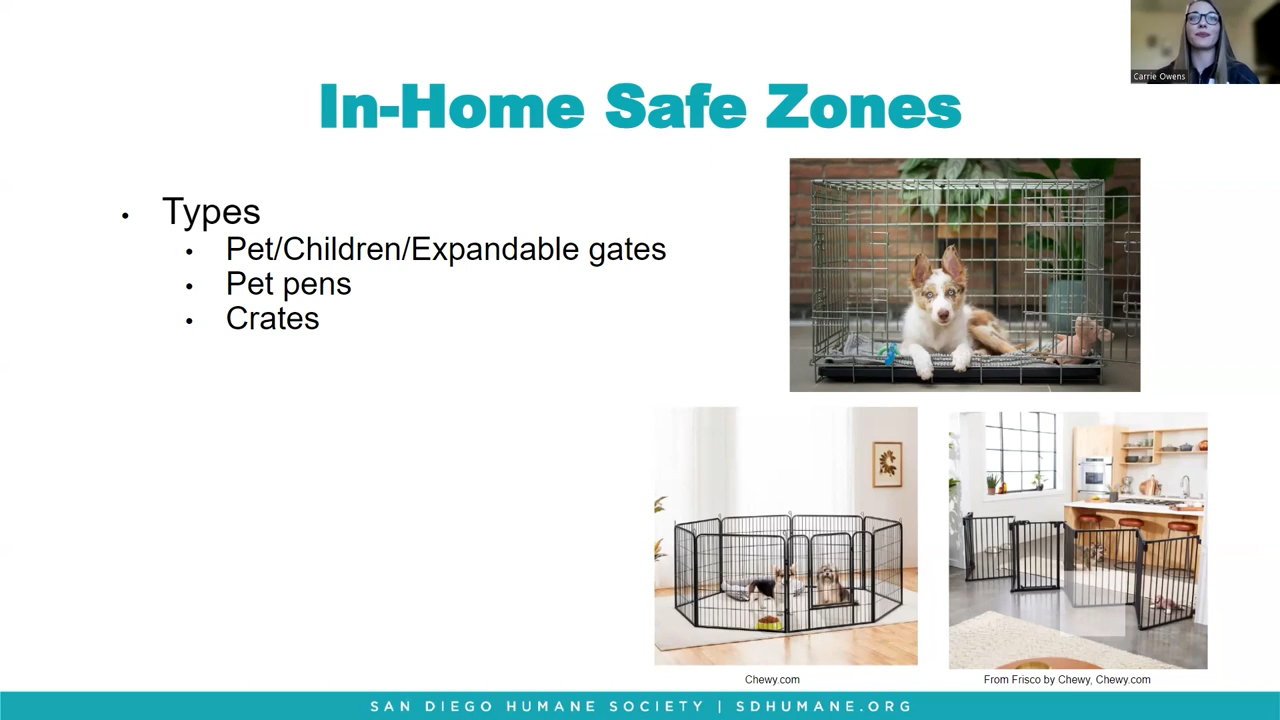 Carrie Owens
In-Home Safe Zones
• Types
• Pet/Children/Expandable gates
• Pet pens
• Crates
Chewy.com
From Frisco by Chewy, Chewy.com
SAN DIEGO HUMANE SOCIETY | SDHUMANE.ORG